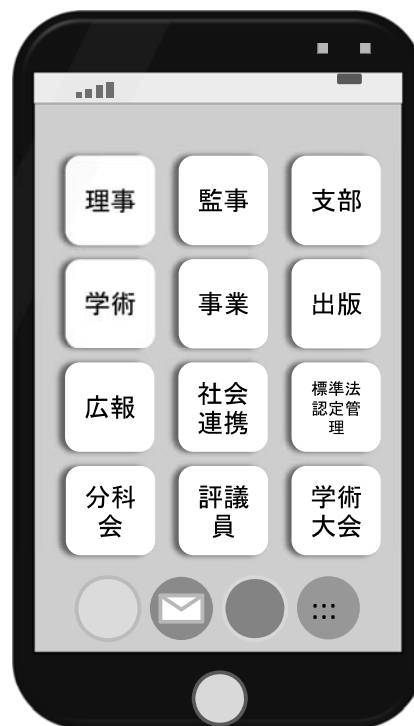 理事
監事
支部
学術
事業
出版
広報
社会
連携
標準法
認定管
理
分科
会
評議
員
学術
大会